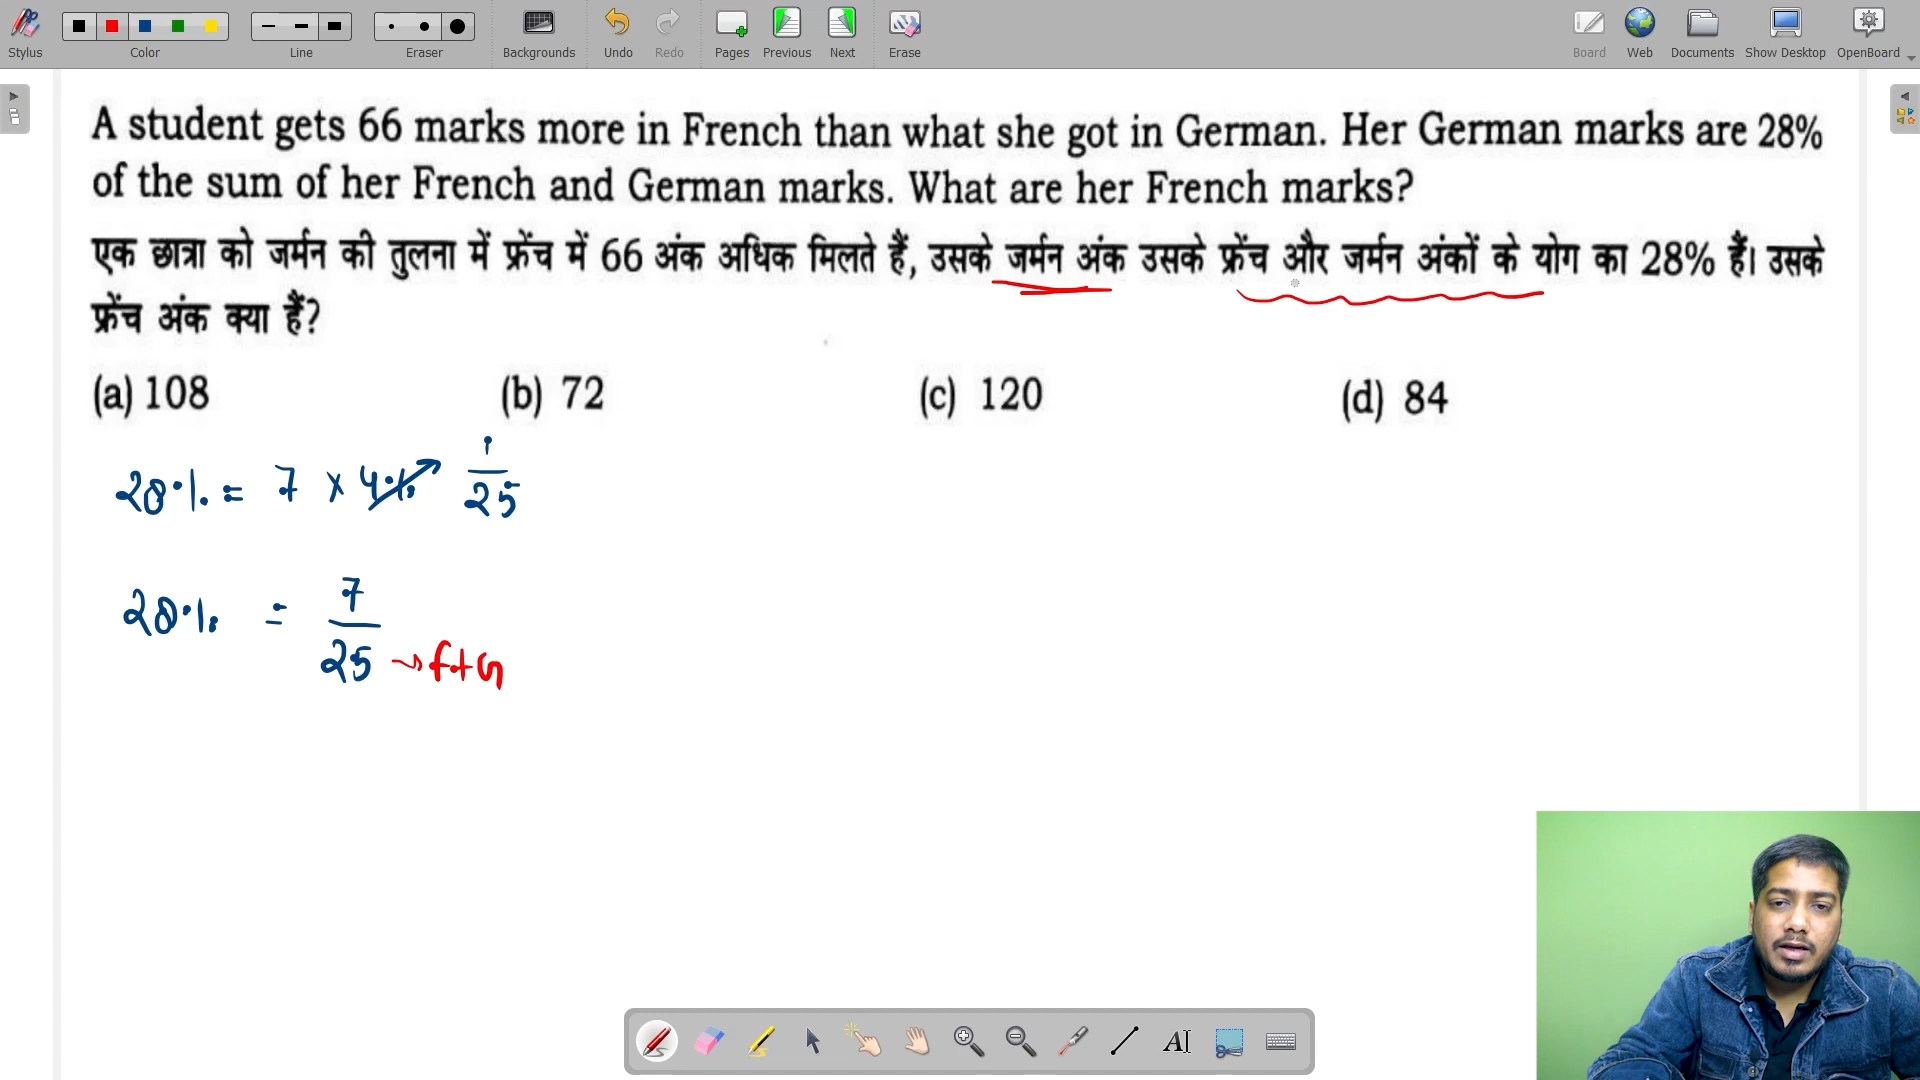 Stylus Color Line Eraser Backgrounds Undo Redo Pages Previous Next Erase Board Web Documents Show Desktop OpenBoard
A student gets 66 marks more in French than what she got in German. Her German marks are 28%
of the sum of her French and German marks. What are her French marks?
एक छात्रा को जर्मन की तुलना में फ्रेंच में 66 अंक अधिक मिलते हैं, उसके जर्मन अंक उसके फ्रेंच और जर्मन अंकों के योग का 28% हैं। उसके
फ्रेंच अंक क्या हैं?
(a) 108 (b) 72 (c) 120 (d) 84
28% = 7 × 4% 1/25
28% = 7/25 → F+G
AI